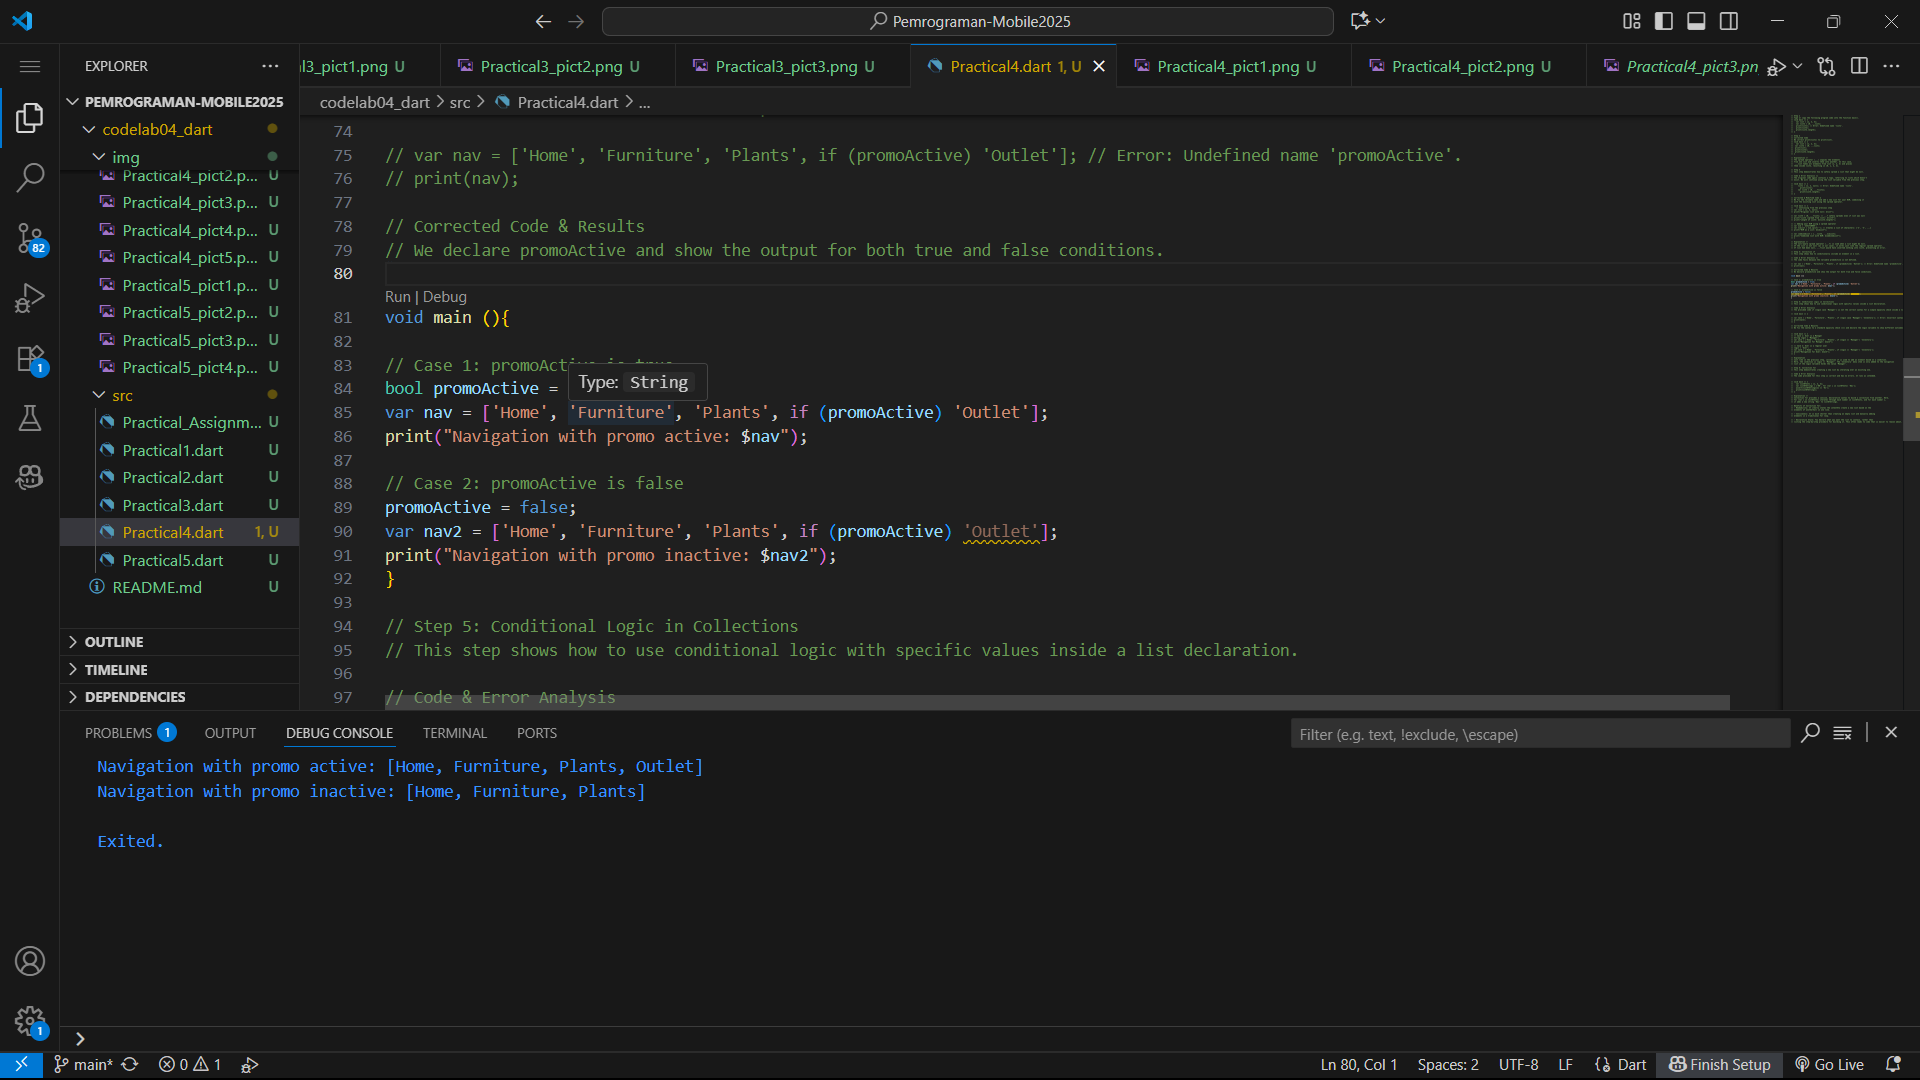 Pemrograman-Mobile2025
EXPLORER
PEMROGRAMAN-MOBILE2025
codelab04_dart
img
Practical4_pict2.p... U
Practical4_pict3.p... U
Practical4_pict4.p... U
Practical4_pict5.p... U
Practical5_pict1.p... U
Practical5_pict2.p... U
Practical5_pict3.p... U
Practical5_pict4.p... U
src
Practical_Assignm... U
Practical1.dart U
Practical2.dart U
Practical3.dart U
Practical4.dart 1, U
Practical5.dart U
README.md U
OUTLINE
TIMELINE
DEPENDENCIES
82
1
1
l3_pict1.png U
Practical3_pict2.png U
Practical3_pict3.png U
Practical4.dart 1, U
Practical4_pict1.png U
Practical4_pict2.png U
Practical4_pict3.pn
codelab04_dart > src > Practical4.dart > ...
74
75 // var nav = ['Home', 'Furniture', 'Plants', if (promoActive) 'Outlet']; // Error: Undefined name 'promoActive'.
76 // print(nav);
77
78 // Corrected Code & Results
79 // We declare promoActive and show the output for both true and false conditions.
80
Run | Debug
81 void main (){
82
83 // Case 1: promoActive is true
Type: String
84 bool promoActive =
85 var nav = ['Home', 'Furniture', 'Plants', if (promoActive) 'Outlet'];
86 print("Navigation with promo active: $nav");
87
88 // Case 2: promoActive is false
89 promoActive = false;
90 var nav2 = ['Home', 'Furniture', 'Plants', if (promoActive) 'Outlet'];
91 print("Navigation with promo inactive: $nav2");
92 }
93
94 // Step 5: Conditional Logic in Collections
95 // This step shows how to use conditional logic with specific values inside a list declaration.
96
97 // Code & Error Analysis
PROBLEMS 1 OUTPUT DEBUG CONSOLE TERMINAL PORTS
Filter (e.g. text, !exclude, \escape)
Navigation with promo active: [Home, Furniture, Plants, Outlet]
Navigation with promo inactive: [Home, Furniture, Plants]
Exited.
main* 0 1
Ln 80, Col 1 Spaces: 2 UTF-8 LF {} Dart Finish Setup Go Live